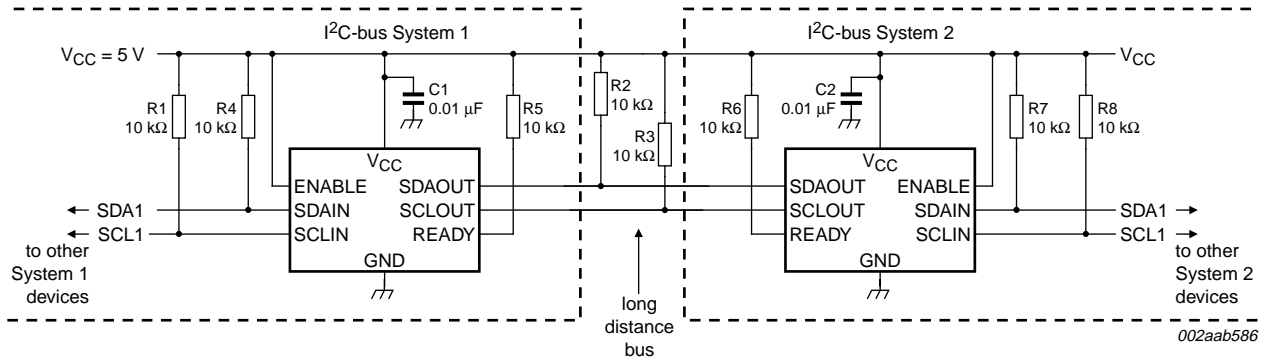 I²C-bus System 1
I²C-bus System 2
VCC = 5 V
VCC
R1
10 kΩ
R4
10 kΩ
C1
0.01 µF
R5
10 kΩ
R2
10 kΩ
R3
10 kΩ
R6
10 kΩ
C2
0.01 µF
R7
10 kΩ
R8
10 kΩ
VCC
ENABLE
SDAIN
SCLIN
SDAOUT
SCLOUT
READY
GND
VCC
SDAOUT
SCLOUT
READY
ENABLE
SDAIN
SCLIN
GND
SDA1
SCL1
to other
System 1
devices
long
distance
bus
SDA1
SCL1
to other
System 2
devices
002aab586